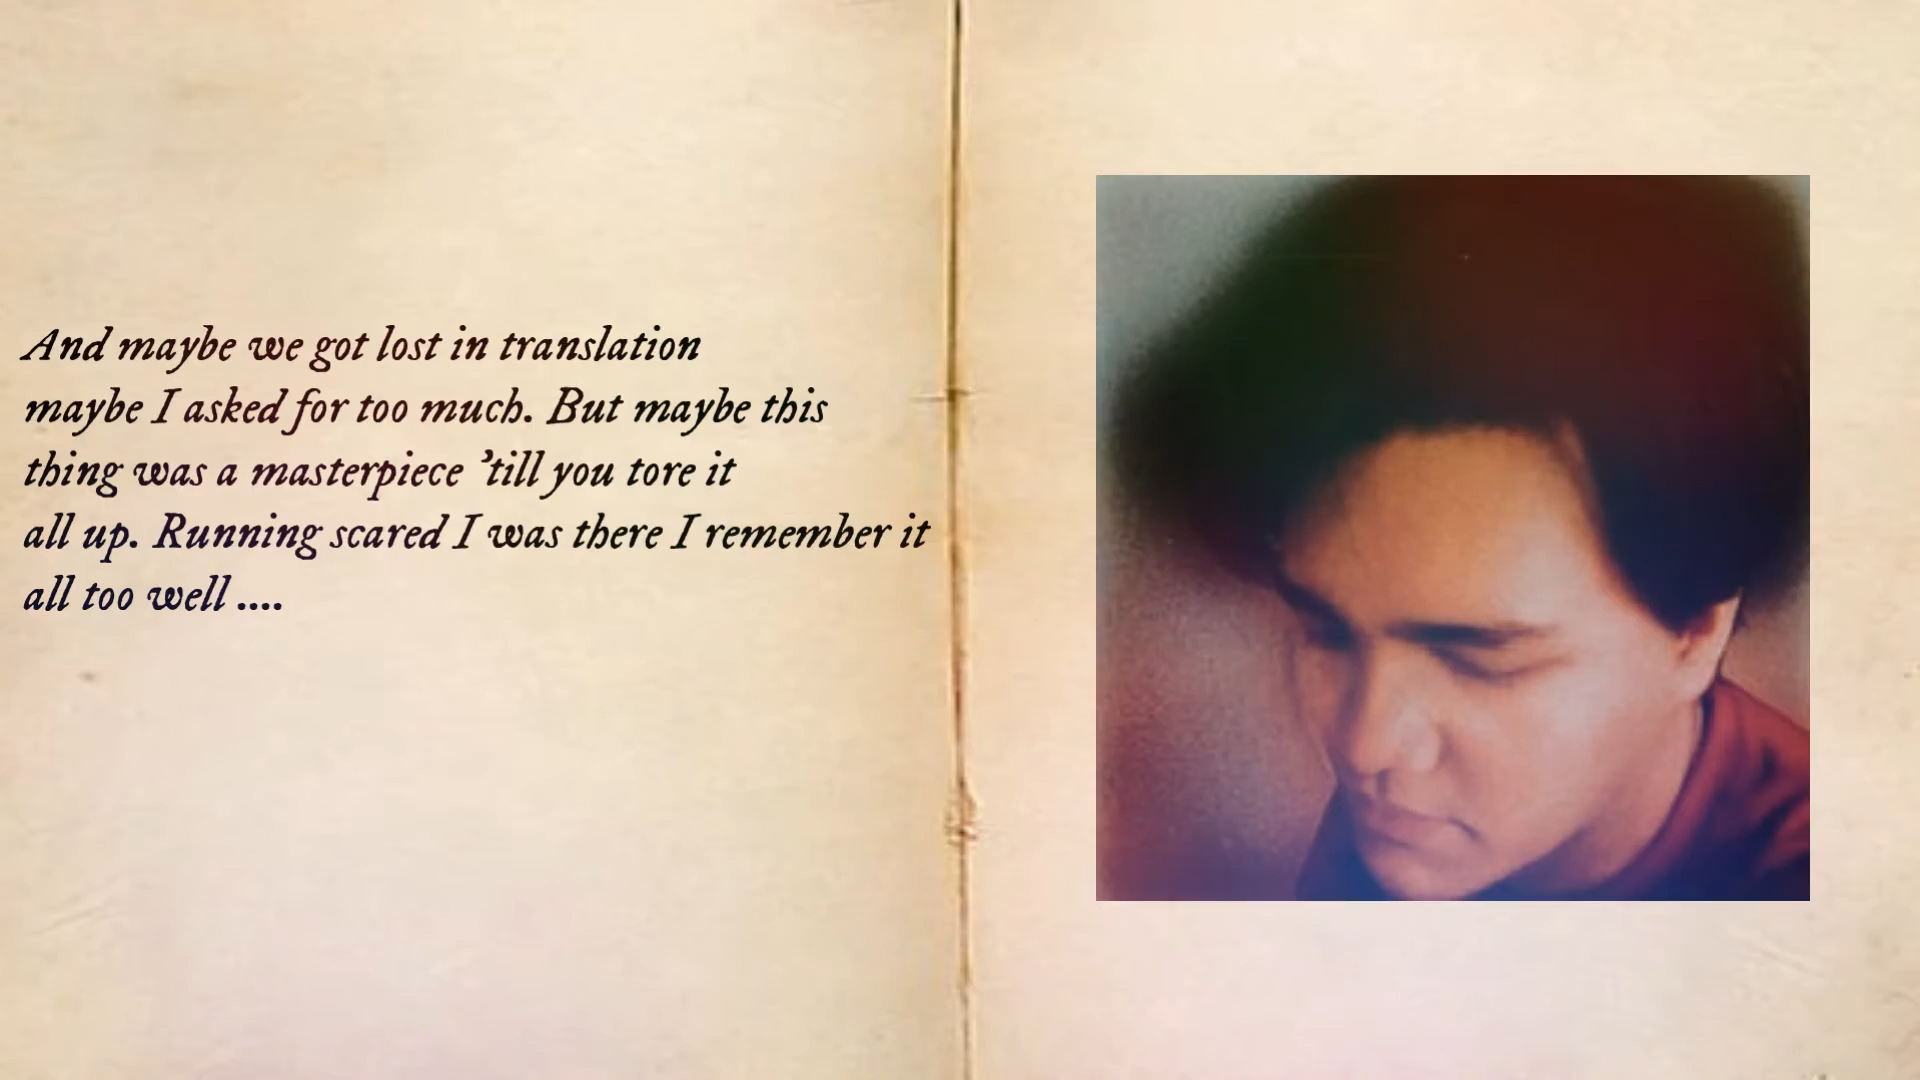 And maybe we got lost in translation
maybe I asked for too much. But maybe this
thing was a masterpiece 'till you tore it
all up. Running scared I was there I remember it
all too well ....